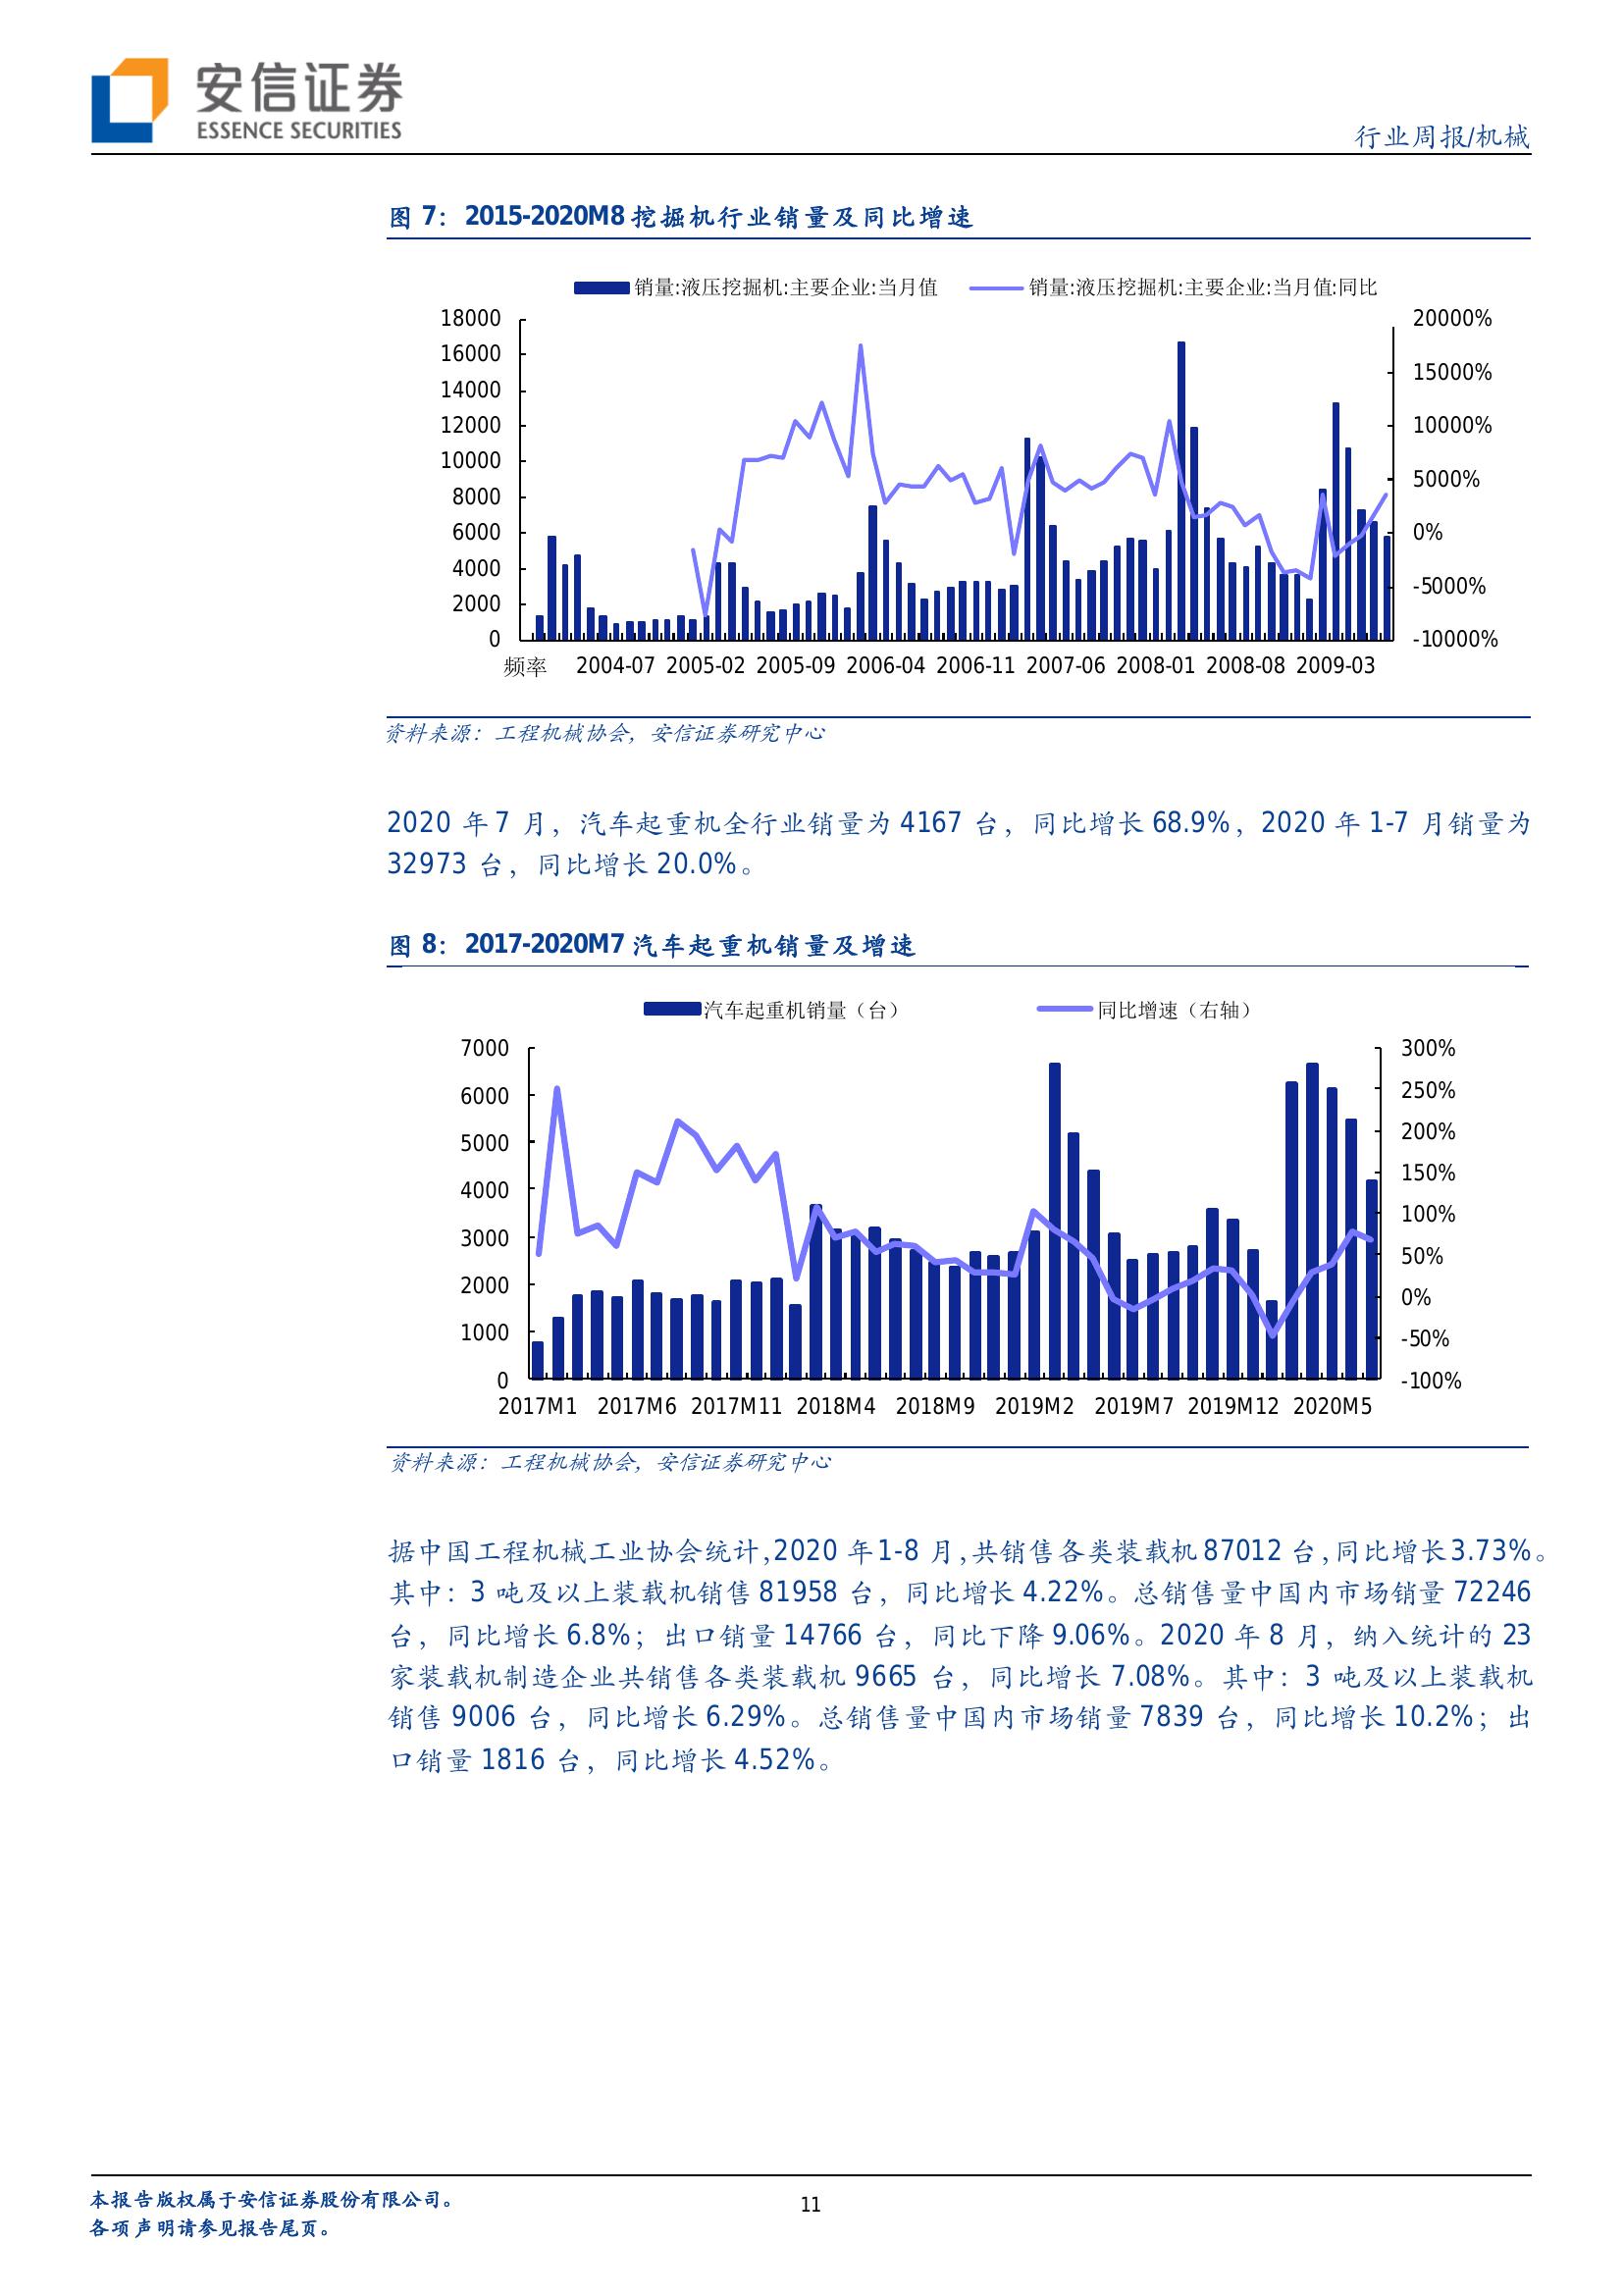 安信证券
ESSENCE SECURITIES
行业周报/机械
图 7：2015-2020M8挖掘机行业销量及同比增速
销量:液压挖掘机:主要企业:当月值 销量:液压挖掘机:主要企业:当月值:同比
18000 20000%
16000
14000 15000%
12000 10000%
10000
8000 5000%
6000 0%
4000 -5000%
2000
0 -10000%
频率 2004-07 2005-02 2005-09 2006-04 2006-11 2007-06 2008-01 2008-08 2009-03
资料来源：工程机械协会，安信证券研究中心
2020 年 7 月，汽车起重机全行业销量为 4167 台，同比增长 68.9%，2020 年 1-7 月销量为
32973 台，同比增长 20.0%。
图 8：2017-2020M7 汽车起重机销量及增速
汽车起重机销量（台） 同比增速（右轴）
7000 300%
6000 250%
5000 200%
4000 150%
3000 100%
2000 50%
1000 0%
0 -50%
-100%
2017M1 2017M6 2017M11 2018M4 2018M9 2019M2 2019M7 2019M12 2020M5
资料来源：工程机械协会，安信证券研究中心
据中国工程机械工业协会统计,2020 年1-8 月,共销售各类装载机87012 台,同比增长3.73%。
其中：3 吨及以上装载机销售 81958 台，同比增长 4.22%。总销售量中国内市场销量 72246
台，同比增长 6.8%；出口销量 14766 台，同比下降 9.06%。2020 年 8 月，纳入统计的 23
家装载机制造企业共销售各类装载机 9665 台，同比增长 7.08%。其中：3 吨及以上装载机
销售 9006 台，同比增长 6.29%。总销售量中国内市场销量 7839 台，同比增长 10.2%；出
口销量 1816 台，同比增长 4.52%。
本报告版权属于安信证券股份有限公司。
11
各项声明请参见报告尾页。